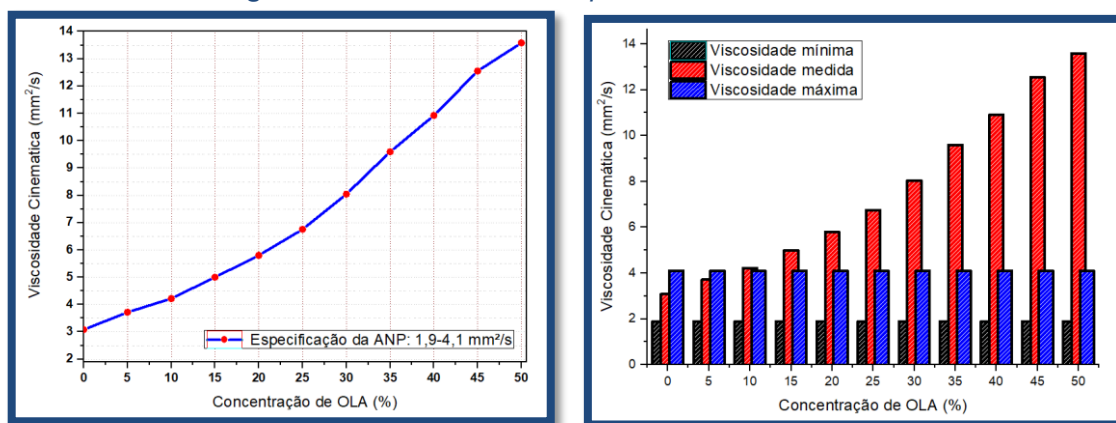 14
13
12
11
10
9
8
7
6
5
4
3
2
Viscosidade Cinematica (mm²/s)
Especificação da ANP: 1,9-4,1 mm²/s
0 5 10 15 20 25 30 35 40 45 50
Concentração de OLA (%)
Viscosidade mínima
Viscosidade medida
Viscosidade máxima
14
12
10
8
6
4
2
0
Viscosidade Cinemática (mm²/s)
0 5 10 15 20 25 30 35 40 45 50
Concentração de OLA (%)